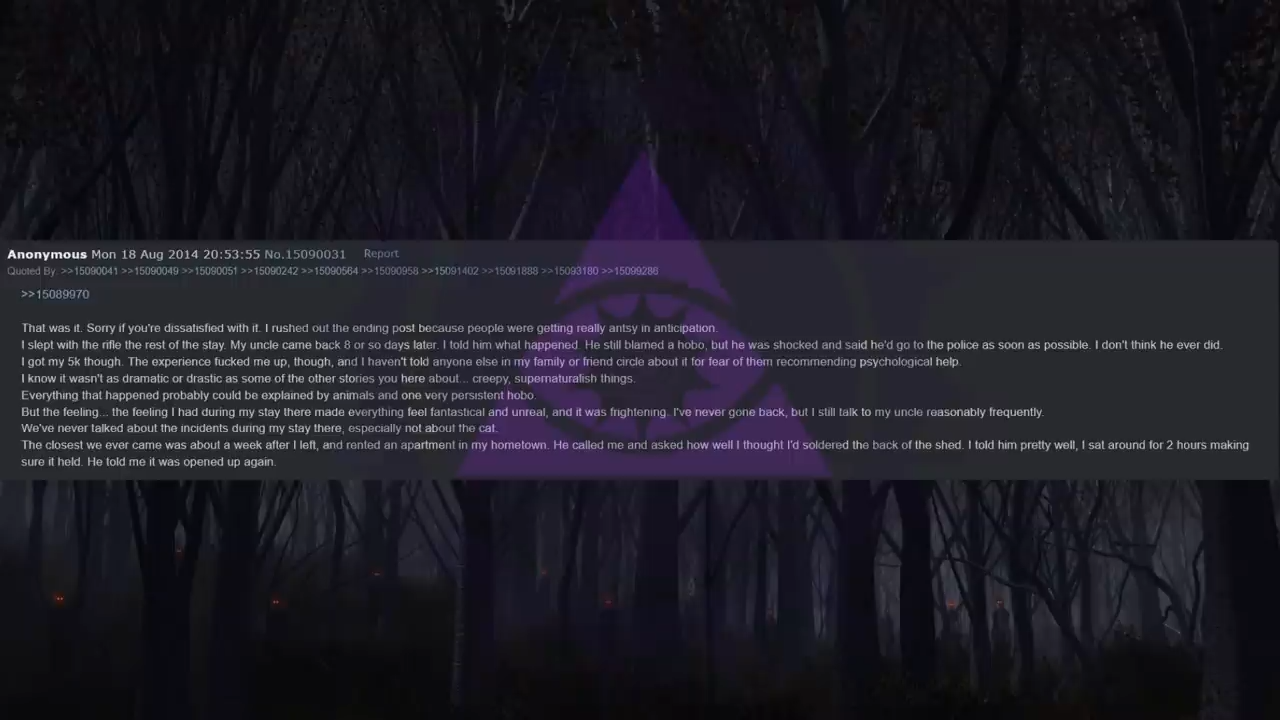 Anonymous Mon 18 Aug 2014 20:53:55 No.15090031 Report
Quoted By: >>15090041 >>15090049 >>15090051 >>15090242 >>15090564 >>15090958 >>15091402 >>15091888 >>15093180 >>15099286
>>15089970
That was it. Sorry if you're dissatisfied with it. I rushed out the ending post because people were getting really antsy in anticipation.
I slept with the rifle the rest of the stay. My uncle came back 8 or so days later. I told him what happened. He still blamed a hobo, but he was shocked and said he'd go to the police as soon as possible. I don't think he ever did.
I got my 5k though. The experience fucked me up, though, and I haven't told anyone else in my family or friend circle about it for fear of them recommending psychological help.
I know it wasn't as dramatic or drastic as some of the other stories you here about... creepy, supernaturalish things.
Everything that happened probably could be explained by animals and one very persistent hobo.
But the feeling... the feeling I had during my stay there made everything feel fantastical and unreal, and it was frightening. I've never gone back, but I still talk to my uncle reasonably frequently.
We've never talked about the incidents during my stay there, especially not about the cat.
The closest we ever came was about a week after I left, and rented an apartment in my hometown. He called me and asked how well I thought I'd soldered the back of the shed. I told him pretty well, I sat around for 2 hours making
sure it held. He told me it was opened up again.